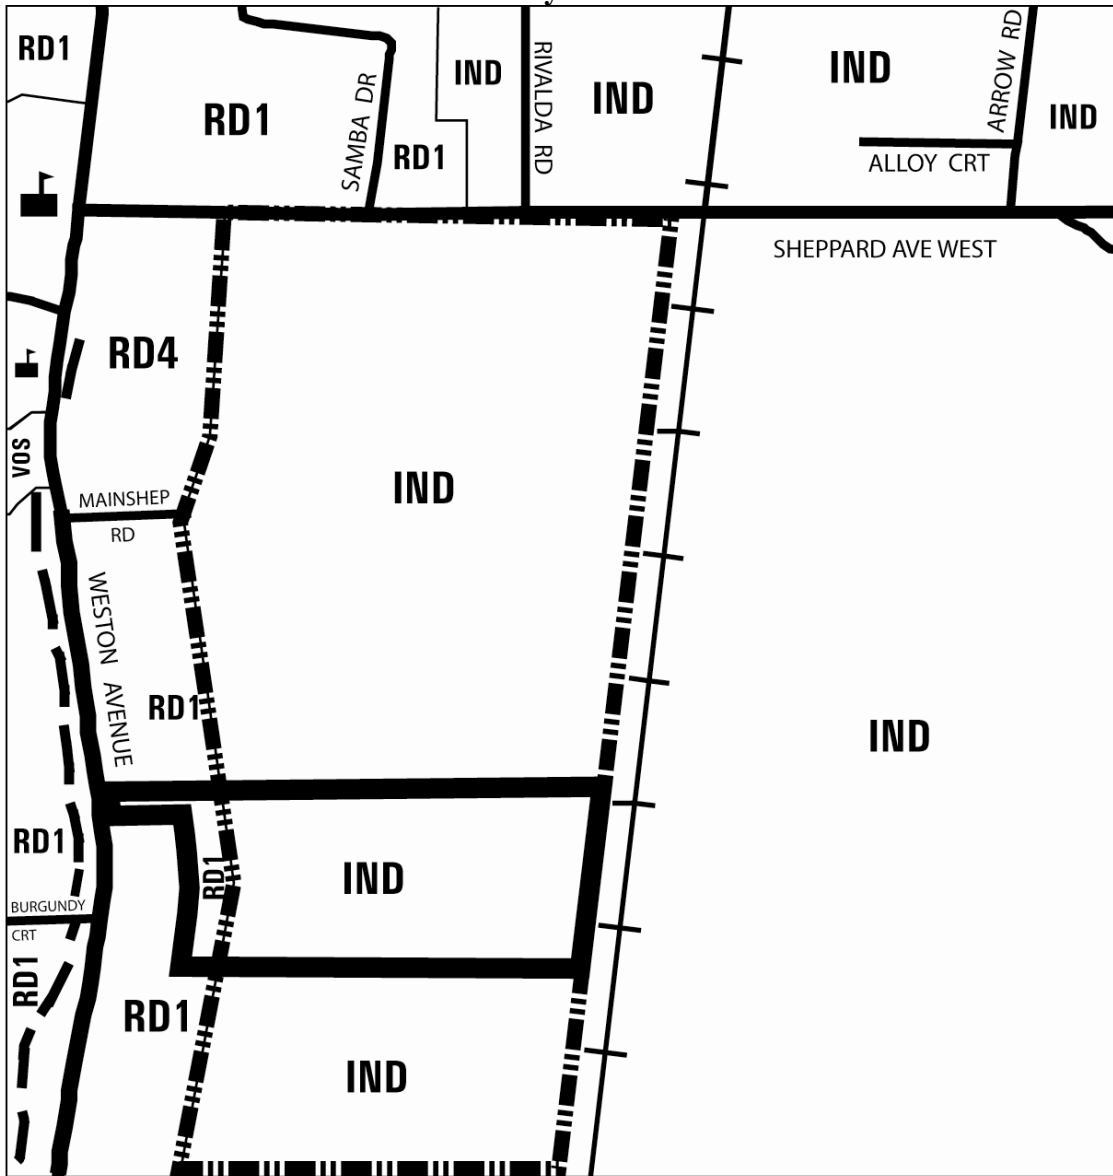 RD1
RD1
SAMBA DR
RD1
IND
RIVALDA RD
IND
IND
ARROW RD
IND
ALLOY CRT
SHEPPARD AVE WEST
RD4
VOS
MAINSHEP
RD
IND
WESTON AVENUE
RD1
IND
RD1
RD1
IND
BURGUNDY
CRT
RD1
RD1
IND